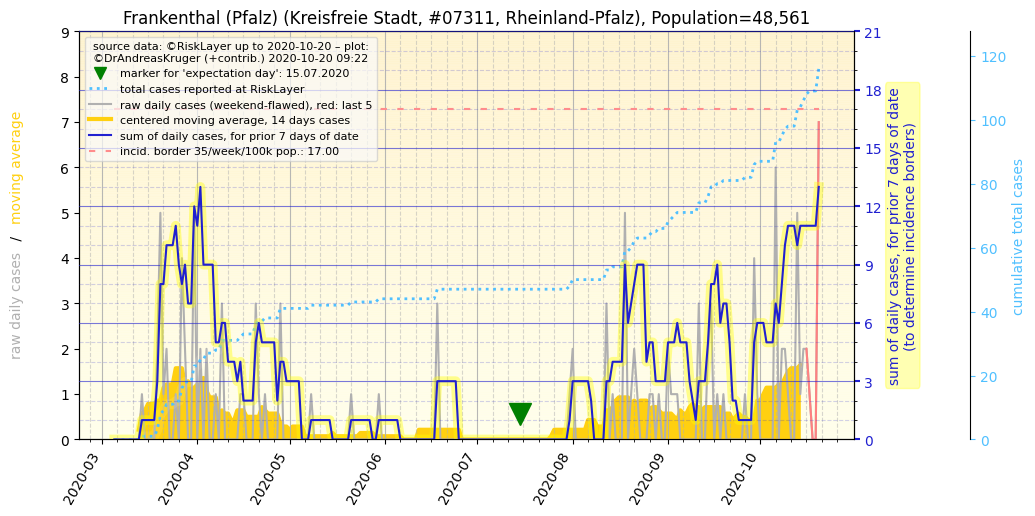 Frankenthal (Pfalz) (Kreisfreie Stadt, #07311, Rheinland-Pfalz), Population=48,561
source data: ©RiskLayer up to 2020-10-20 – plot:
©DrAndreasKruger (+contrib.) 2020-10-20 09:22
marker for 'expectation day': 15.07.2020
total cases reported at RiskLayer
raw daily cases (weekend-flawed), red: last 5
centered moving average, 14 days cases
sum of daily cases, for prior 7 days of date
incid. border 35/week/100k pop.: 17.00
raw daily cases / moving average
9
8
7
6
5
4
3
2
1
0
21
18
15
12
9
6
3
0
sum of daily cases, for prior 7 days of date
(to determine, incidence borders)
120
100
80
60
40
20
0
cumulative total cases
2020-03
2020-04
2020-05
2020-06
2020-07
2020-08
2020-09
2020-10